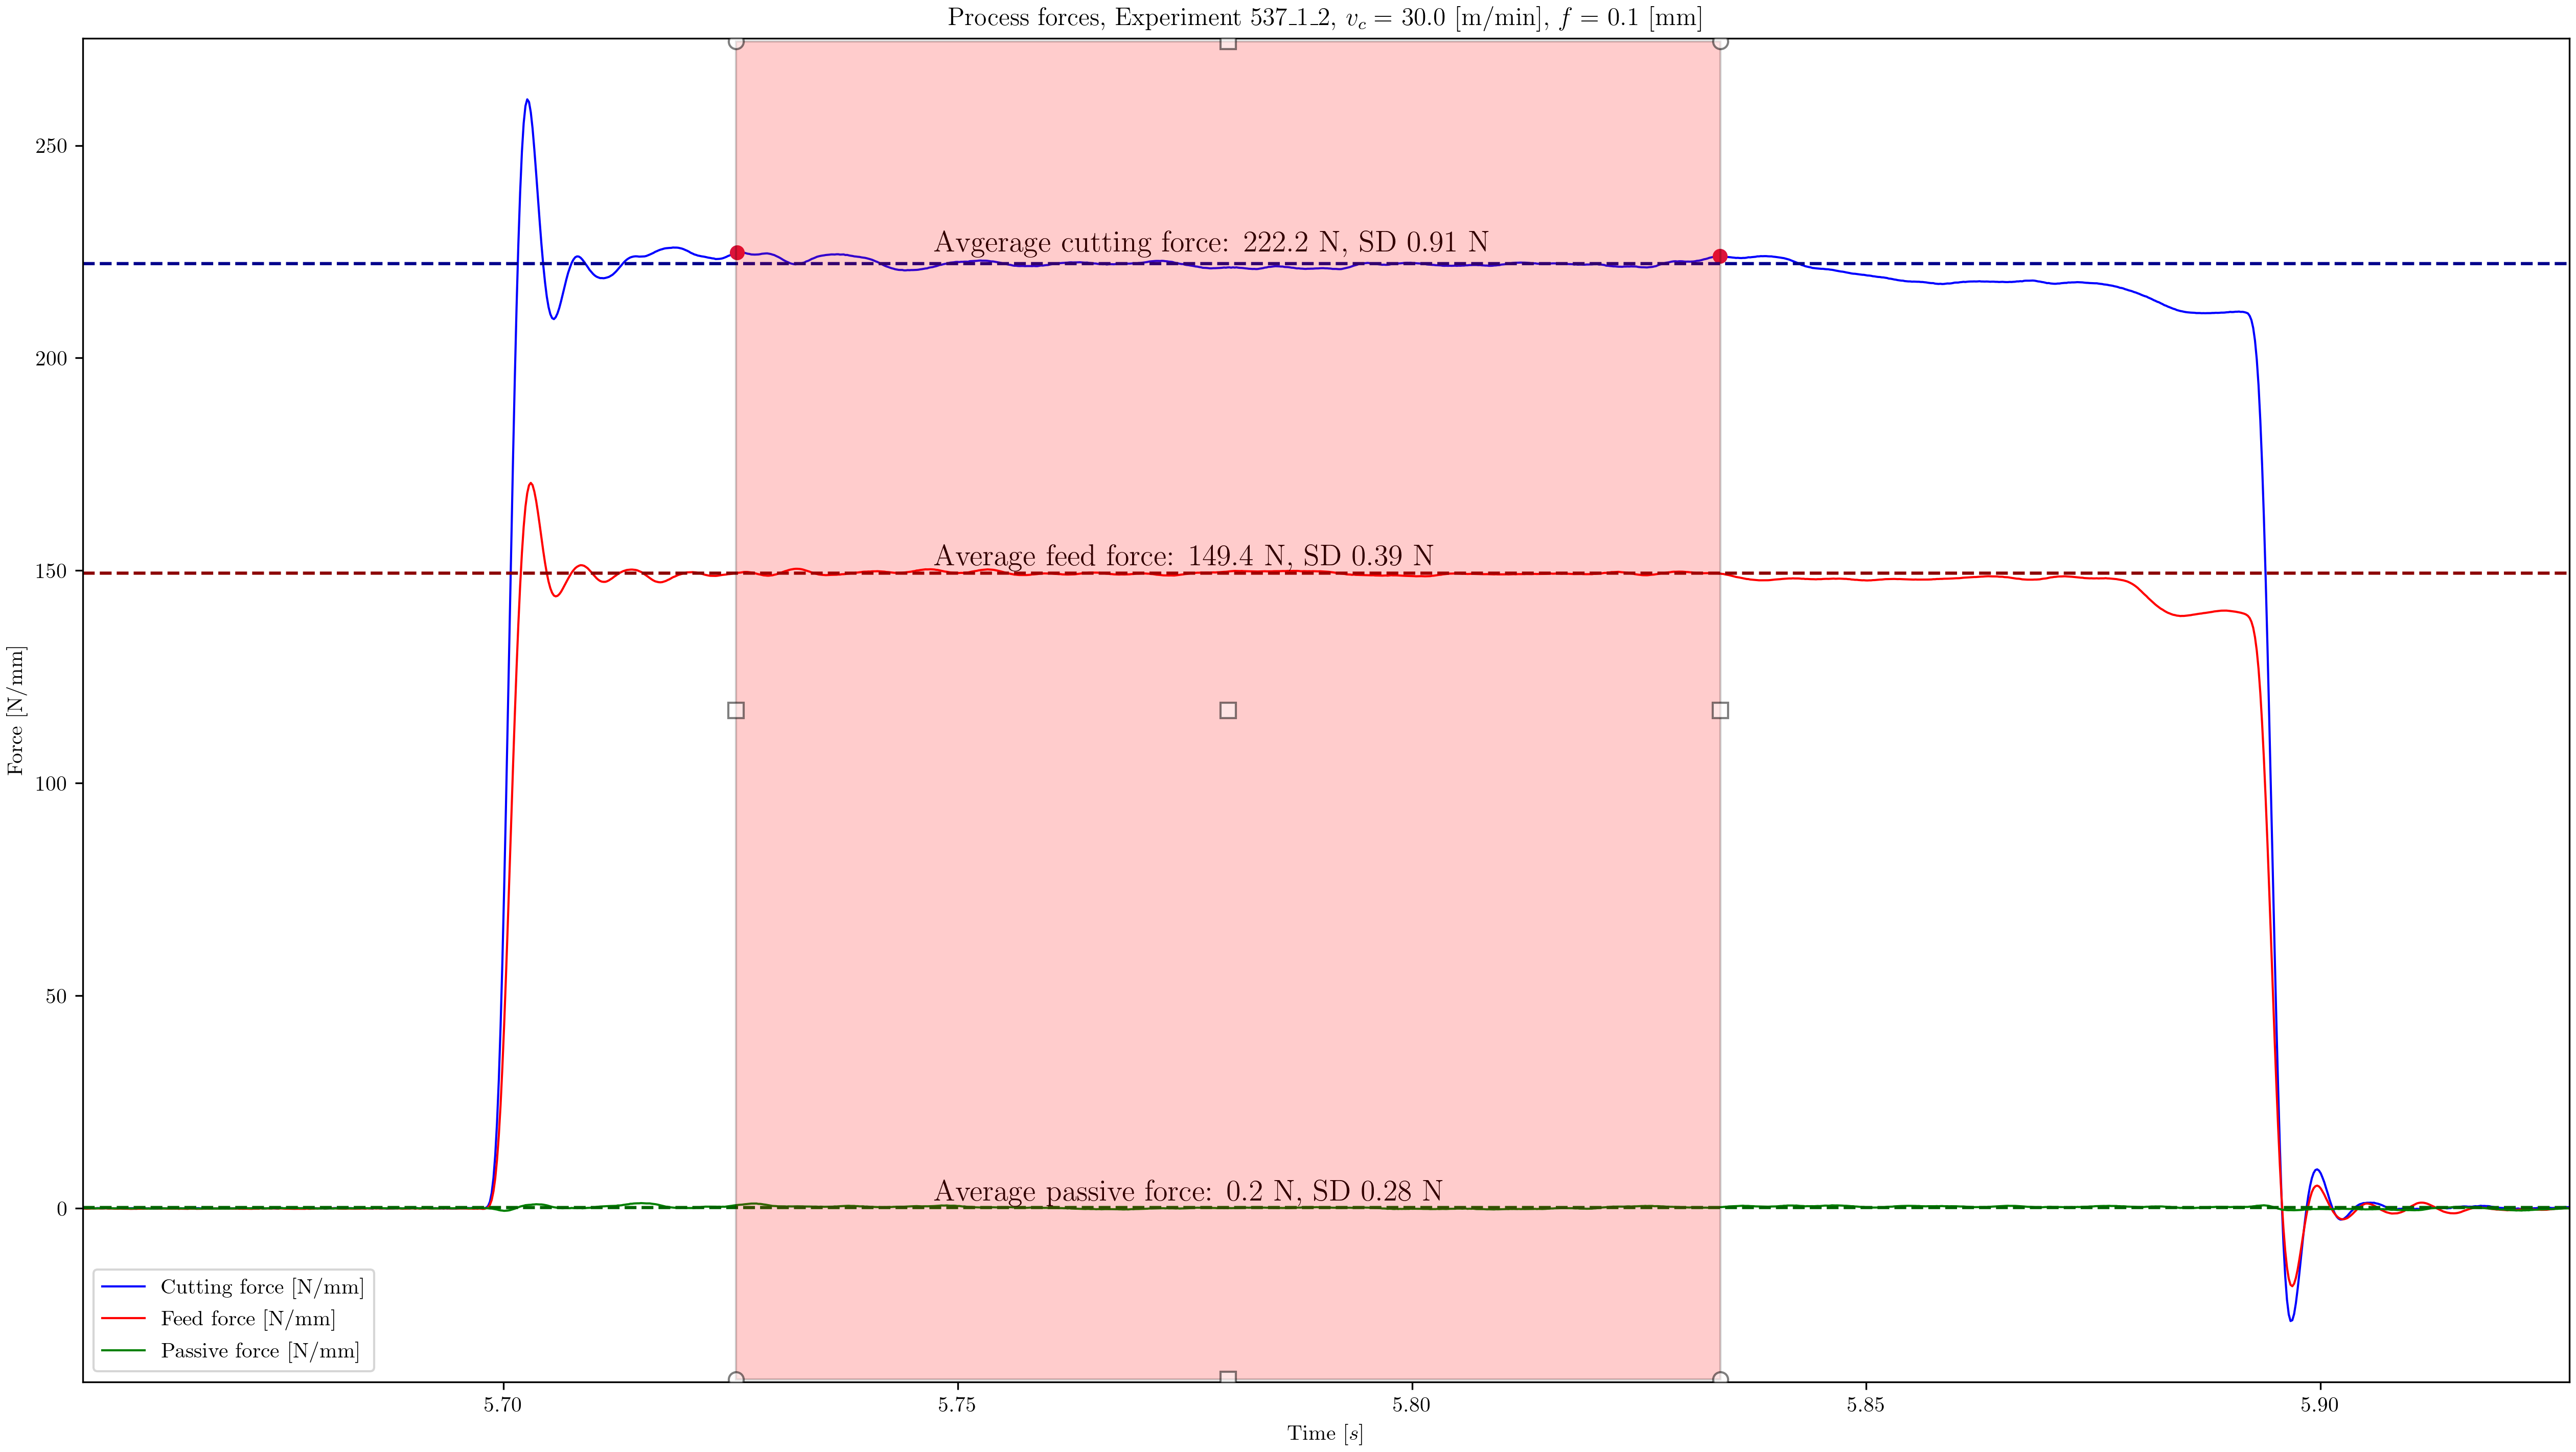 Process forces, Experiment 537_1_2, v_c = 30.0 [m/min], f = 0.1 [mm]
Force [N/mm]
250
200
150
100
50
0
Avgerage cutting force: 222.2 N, SD 0.91 N
Average feed force: 149.4 N, SD 0.39 N
Average passive force: 0.2 N, SD 0.28 N
Cutting force [N/mm]
Feed force [N/mm]
Passive force [N/mm]
5.70 5.75 5.80 5.85 5.90
Time [s]